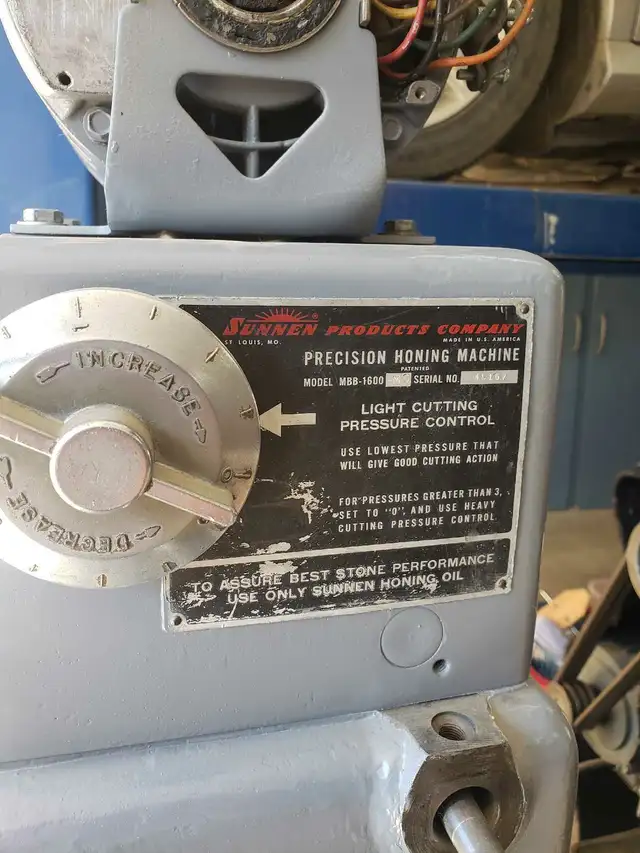 INCREASE
DECREASE
0
SUNNEN® PRODUCTS COMPANY
ST LOUIS, MO.
MADE IN U.S. AMERICA
PRECISION HONING MACHINE
PATENTED
MODEL MBB-1600 SERIAL NO.
LIGHT CUTTING
PRESSURE CONTROL
USE LOWEST PRESSURE THAT
WILL GIVE GOOD CUTTING ACTION
FOR PRESSURES GREATER THAN 3,
SET TO "0", AND USE HEAVY
CUTTING PRESSURE CONTROL
TO ASSURE BEST STONE PERFORMANCE
USE ONLY SUNNEN HONING OIL